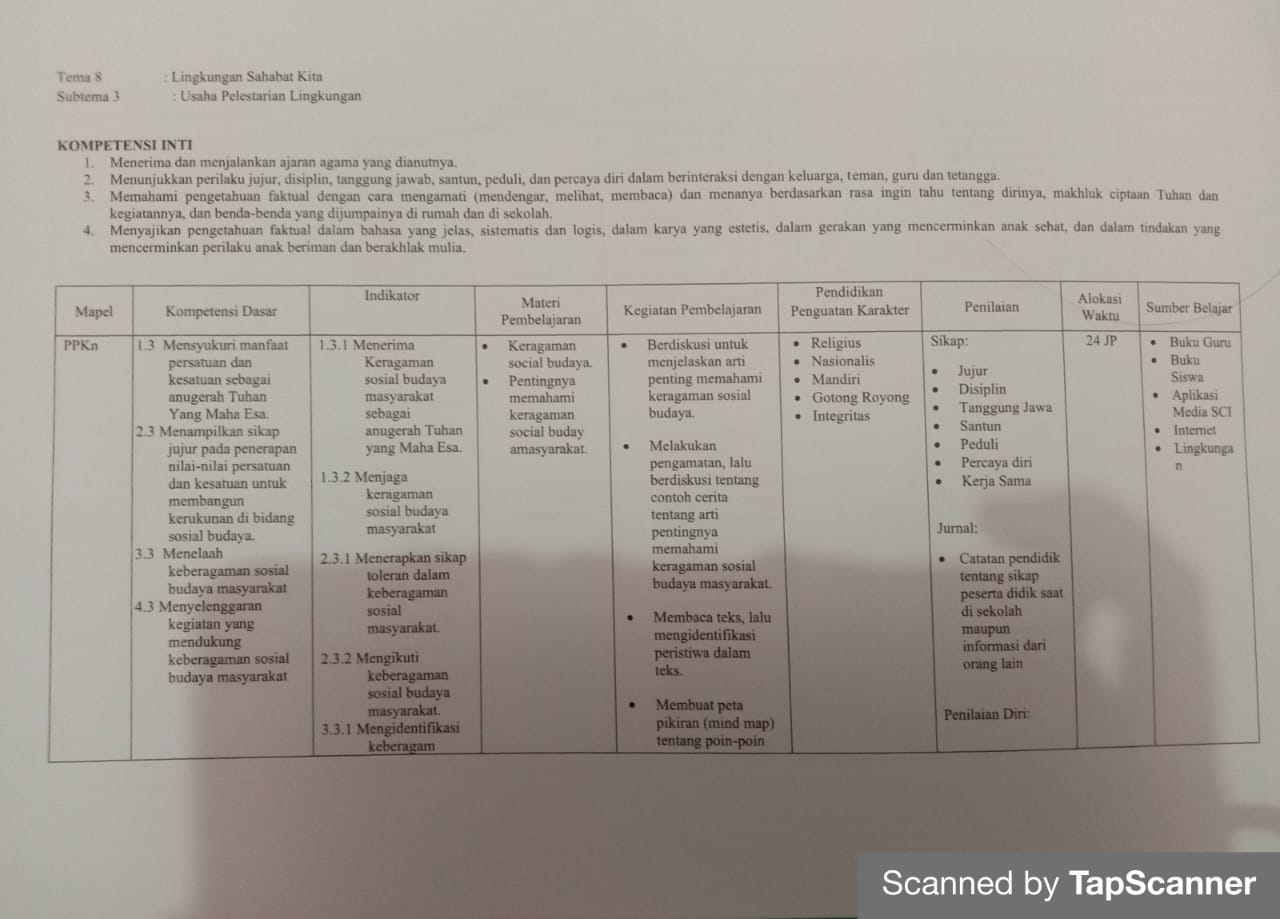 Tema 8 : Lingkungan Sahabat Kita
Subtema 3 : Usaha Pelestarian Lingkungan
KOMPETENSI INTI
1. Menerima dan menjalankan ajaran agama yang dianutnya.
2. Menunjukkan perilaku jujur, disiplin, tanggung jawab, santun, peduli, dan percaya diri dalam berinteraksi dengan keluarga, teman, guru dan tetangga.
3. Memahami pengetahuan faktual dengan cara mengamati (mendengar, melihat, membaca) dan menanya berdasarkan rasa ingin tahu tentang dirinya, makhluk ciptaan Tuhan dan
kegiatannya, dan benda-benda yang dijumpainya di rumah dan di sekolah.
4. Menyajikan pengetahuan faktual dalam bahasa yang jelas, sistematis dan logis, dalam karya yang estetis, dalam gerakan yang mencerminkan anak sehat, dan dalam tindakan yang
mencerminkan perilaku anak beriman dan berakhlak mulia.
Mapel
Kompetensi Dasar
Indikator
Materi
Pembelajaran
Kegiatan Pembelajaran
Pendidikan
Penguatan Karakter
Penilaian
Alokasi
Waktu
Sumber Belajar
PPKn
1.3 Mensyukuri manfaat
persatuan dan
kesatuan sebagai
anugerah Tuhan
Yang Maha Esa.
2.3 Menampilkan sikap
jujur pada penerapan
nilai-nilai persatuan
dan kesatuan untuk
membangun
kerukunan di bidang
sosial budaya.
3.3 Menelaah
keberagaman sosial
budaya masyarakat
4.3 Menyelenggaran
kegiatan yang
mendukung
keberagaman sosial
budaya masyarakat
1.3.1 Menerima
Keragaman
sosial budaya
masyarakat
sebagai
anugerah Tuhan
yang Maha Esa.
1.3.2 Menjaga
keragaman
sosial budaya
masyarakat
2.3.1 Menerapkan sikap
toleran dalam
keberagaman
sosial
masyarakat.
2.3.2 Mengikuti
keberagaman
sosial budaya
masyarakat.
3.3.1 Mengidentifikasi
keberagam
• Keragaman
social budaya.
• Pentingnya
memahami
keragaman
social buday
amasyarakat.
• Berdiskusi untuk
menjelaskan arti
penting memahami
keragaman sosial
budaya.
• Melakukan
pengamatan, lalu
berdiskusi tentang
contoh cerita
tentang arti
pentingnya
memahami
keragaman sosial
budaya masyarakat.
• Membaca teks, lalu
mengidentifikasi
peristiwa dalam
teks.
• Membuat peta
pikiran (mind map)
tentang poin-poin
• Religius
• Nasionalis
• Mandiri
• Gotong Royong
• Integritas
Sikap:
• Jujur
• Disiplin
• Tanggung Jawa
• Santun
• Peduli
• Percaya diri
• Kerja Sama
Jurnal:
• Catatan pendidik
tentang sikap
peserta didik saat
di sekolah
maupun
informasi dari
orang lain
Penilaian Diri:
24 JP
• Buku Guru
• Buku
Siswa
• Aplikasi
Media SCI
• Internet
• Lingkunga
n
Scanned by TapScanner